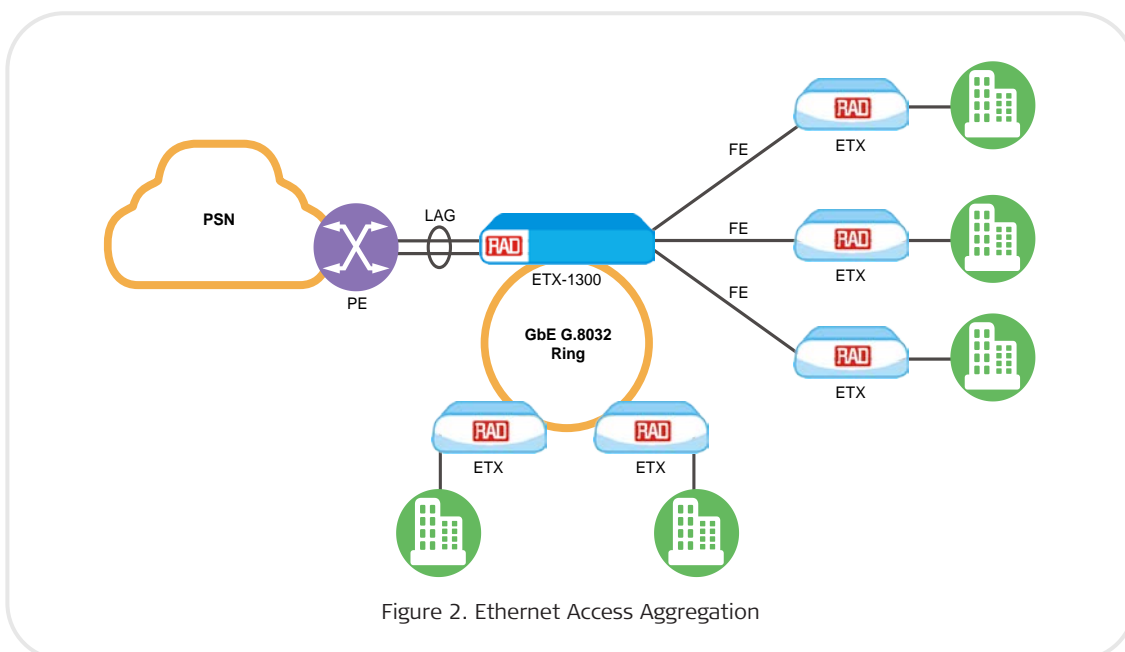 RAD
ETX
FE
PSN
LAG
RAD
FE
RAD
ETX
ETX-1300
PE
FE
GbE G.8032
Ring
RAD
ETX
RAD
ETX
RAD
ETX
Figure 2. Ethernet Access Aggregation